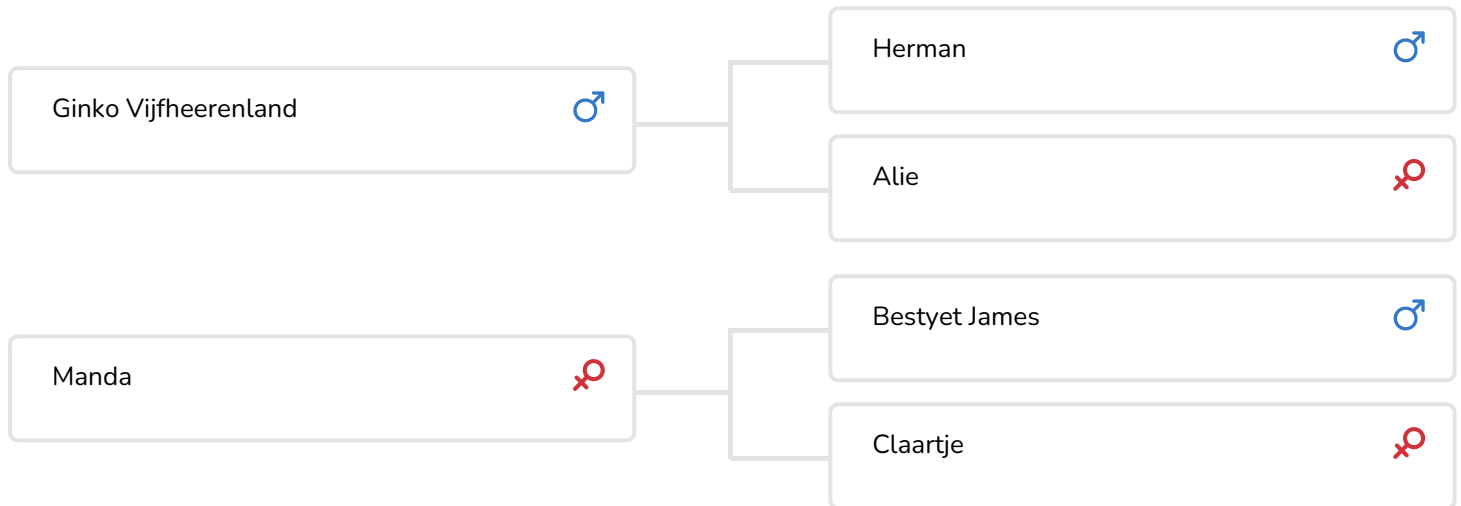 Herman
Ginko Vijfheerenland
Alie
Bestyet James
Manda
Claartje